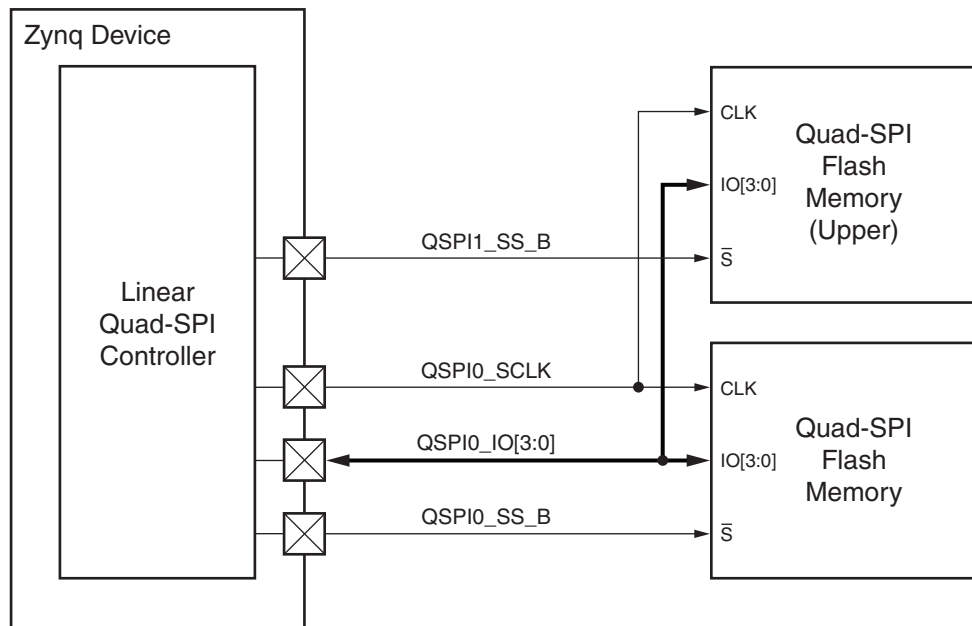 Zynq Device
Linear
Quad-SPI
Controller
QSPI1_SS_B
QSPI0_SCLK
QSPI0_IO[3:0]
QSPI0_SS_B
CLK
IO[3:0]
S̅
Quad-SPI
Flash
Memory
(Upper)
CLK
IO[3:0]
S̅
Quad-SPI
Flash
Memory